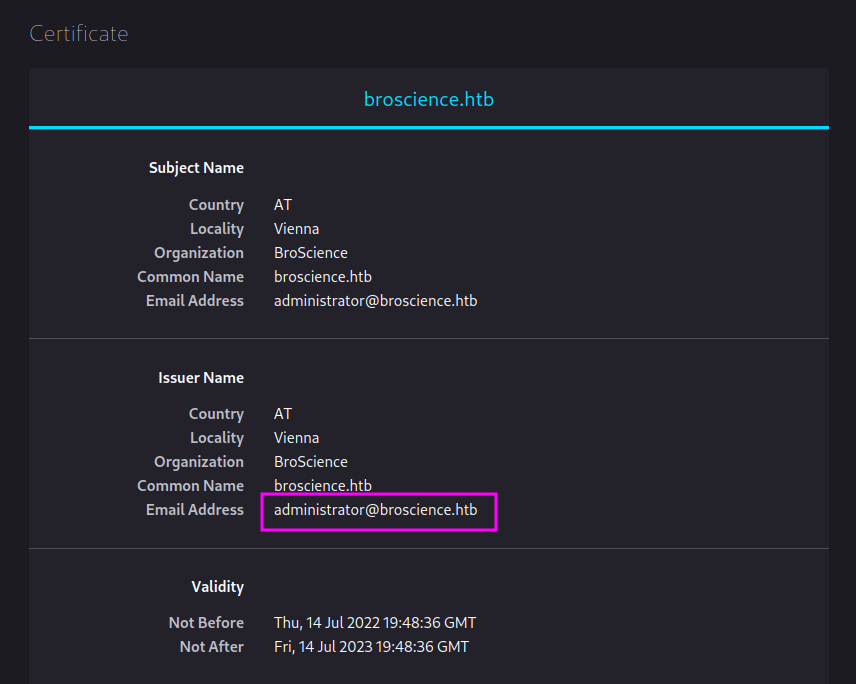 Certificate
broscience.htb
Subject Name
Country AT
Locality Vienna
Organization BroScience
Common Name broscience.htb
Email Address administrator@broscience.htb
Issuer Name
Country AT
Locality Vienna
Organization BroScience
Common Name broscience.htb
Email Address administrator@broscience.htb
Validity
Not Before Thu, 14 Jul 2022 19:48:36 GMT
Not After Fri, 14 Jul 2023 19:48:36 GMT